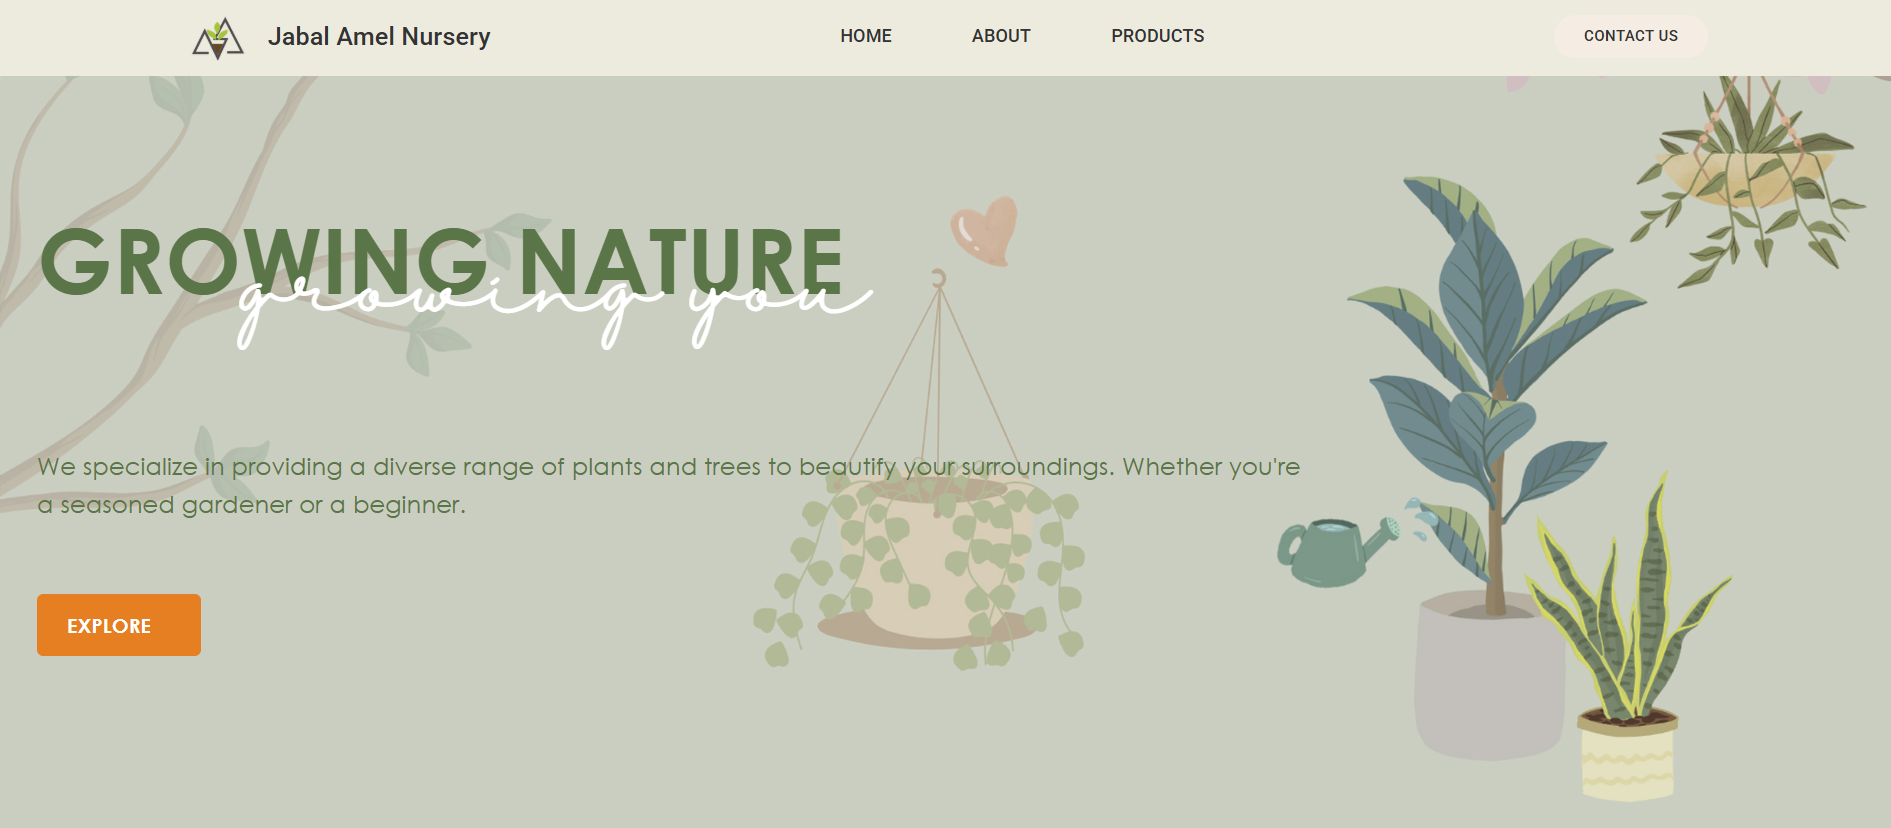 Jabal Amel Nursery
HOME
ABOUT
PRODUCTS
CONTACT US
GROWING NATURE
growing you
We specialize in providing a diverse range of plants and trees to beautify your surroundings. Whether you're
a seasoned gardener or a beginner.
EXPLORE